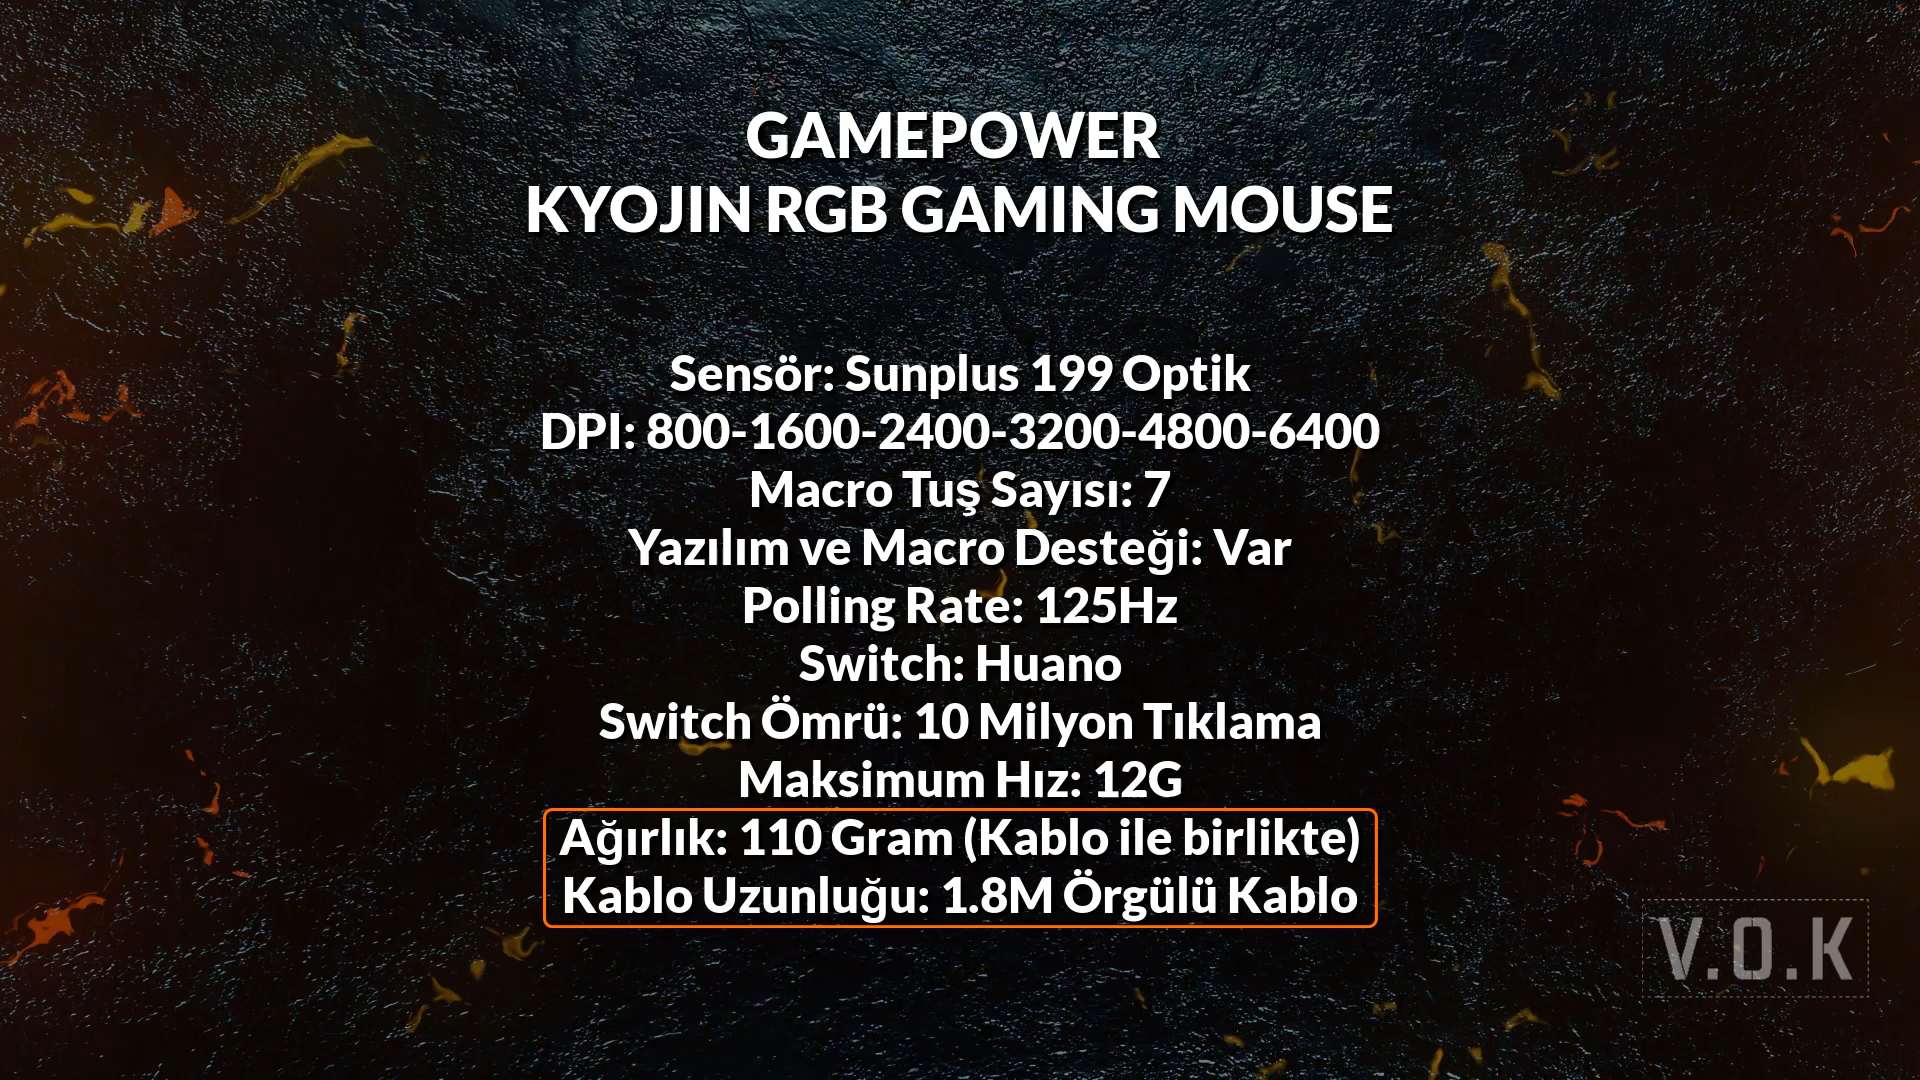 GAMEPOWER
KYOJIN RGB GAMING MOUSE
Sensör: Sunplus 199 Optik
DPI: 800-1600-2400-3200-4800-6400
Macro Tuş Sayısı: 7
Yazılım ve Macro Desteği: Var
Polling Rate: 125Hz
Switch: Huano
Switch Ömrü: 10 Milyon Tıklama
Maksimum Hız: 12G
Ağırlık: 110 Gram (Kablo ile birlikte)
Kablo Uzunluğu: 1.8M Örgülü Kablo
V.O.K